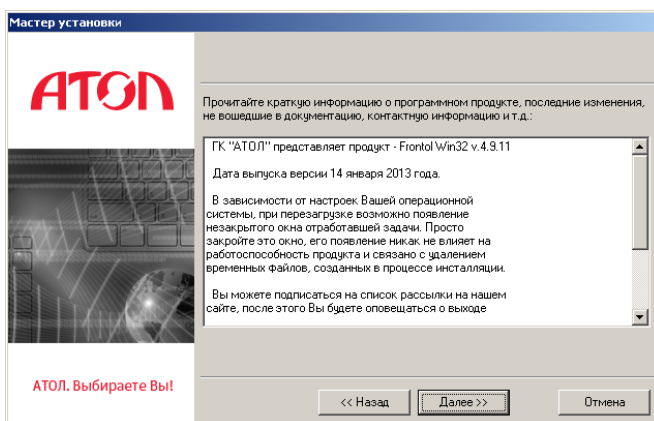 Мастер установки
АТОЛ
Прочитайте краткую информацию о программном продукте, последние изменения,
не вошедшие в документацию, контактную информацию и т.д.:
ГК "АТОЛ" представляет продукт - Frontol Win32 v.4.9.11
Дата выпуска версии 14 января 2013 года.
В зависимости от настроек Вашей операционной
системы, при перезагрузке возможно появление
незакрытого окна отработавшей задачи. Просто
закройте это окно, его появление никак не влияет на
работоспособность продукта и связано с удалением
временных файлов, созданных в процессе инсталляции.
Вы можете подписаться на список рассылки на нашем
сайте, после этого Вы будете оповещаться о выходе
АТОЛ. Выбираете Вы!
<< Назад
Далее >>
Отмена